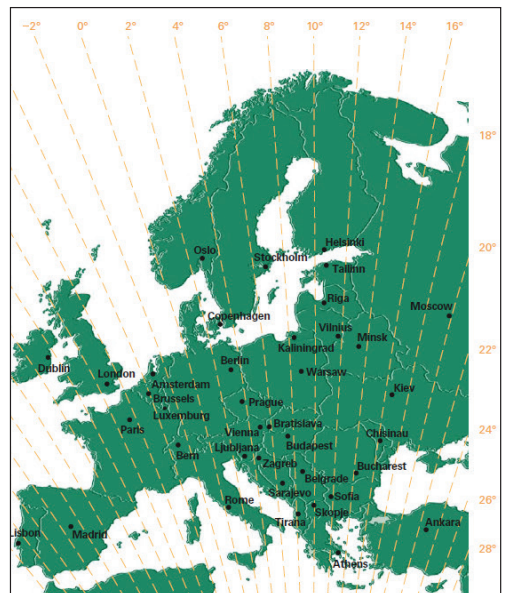 −2° 0° 2° 4° 6° 8° 10° 12° 14° 16°
18°
Helsinki
20°
Oslo
Stockholm
Tallinn
Riga
Moscow
Copenhagen
Vilnius
Minsk
Kaliningrad
22°
Berlin
Dublin
London
Warsaw
Amsterdam
Kiev
Brussels
Prague
Luxemburg
Bratislava
24°
Paris
Vienna
Chisinau
Budapest
Ljubljana
Bern
Zagreb
Bucharest
Belgrade
Sarajevo
Sofia
26°
Rome
Skopje
Tirana
Ankara
Lisbon
Madrid
28°
Athens